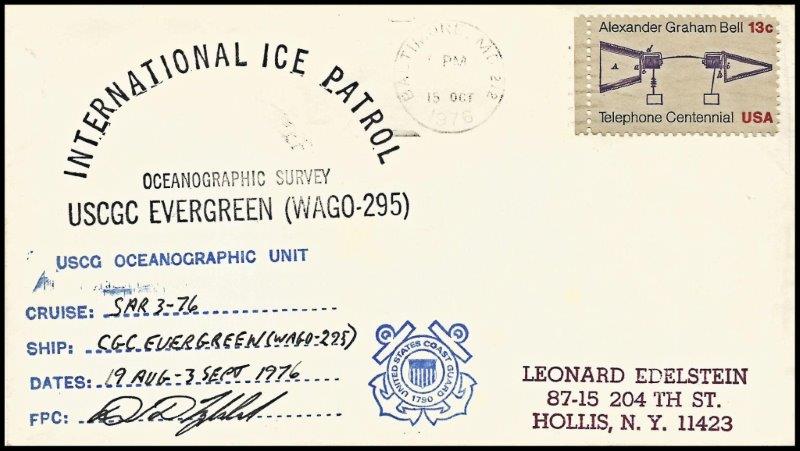 INTERNATIONAL ICE PATROL
OCEANOGRAPHIC SURVEY
USCGC EVERGREEN (WAGO-295)
USCG OCEANOGRAPHIC UNIT
CRUISE: SAR 3-76
SHIP: CGC EVERGREEN (WAGO-295)
DATES: 19 AUG - 3 SEPT 1976
FPC:
BALTIMORE, M
PM
15 OCT
1976
Alexander Graham Bell 13c
Telephone Centennial USA
UNITED STATES COAST GUARD
1790
LEONARD EDELSTEIN
87-15 204 TH ST.
HOLLIS, N. Y. 11423